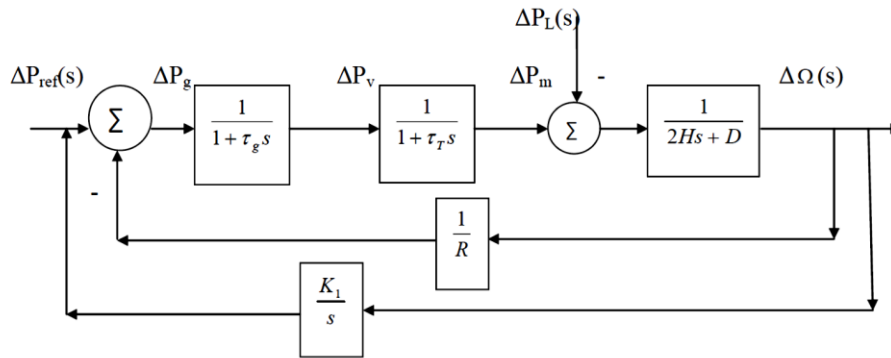 ΔP_L(s)
ΔP_ref(s) ΔP_g ΔP_v ΔP_m - ΔΩ(s)
Σ 1/(1+τ_g s) 1/(1+τ_T s) Σ 1/(2Hs+D)
-
1/R
K_1/s